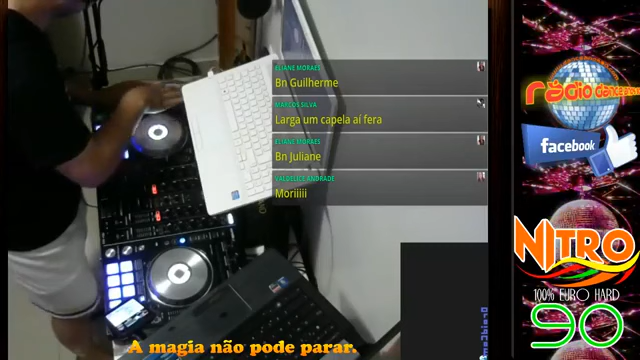 ELIANE MORAES
Bn Guilherme
MARCOS SILVA
Larga um capela aí fera
ELIANE MORAES
Bn Juliane
VALDELICE ANDRADE
Moriiiii
A magia não pode parar.
rádio dance
facebook
NITRO
100% EURO HARD
90